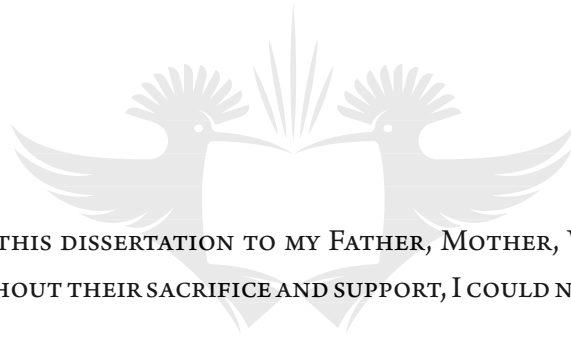 THIS DISSERTATION TO MY FATHER, MOTHER,
THEIR SACRIFICE AND SUPPORT, I COULD